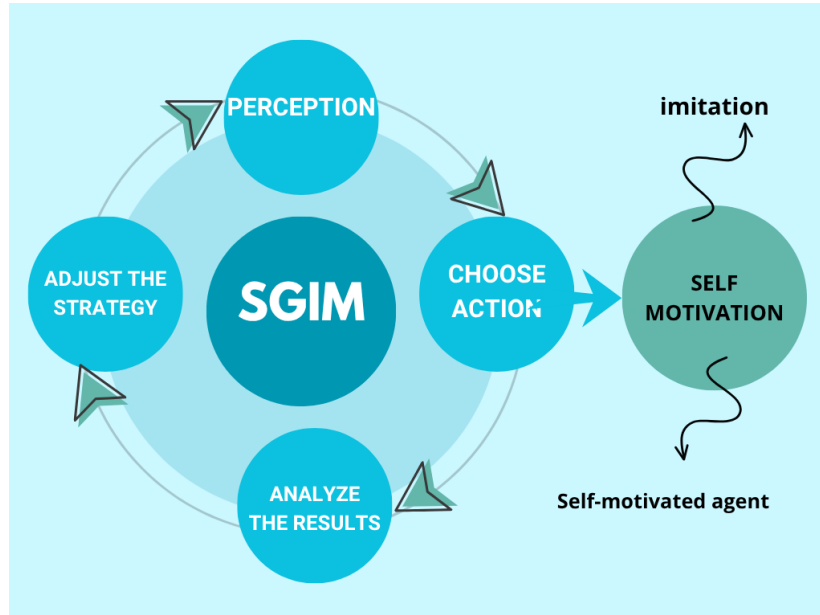 PERCEPTION
imitation
ADJUST THE
STRATEGY
SGIM
CHOOSE
ACTION
SELF
MOTIVATION
ANALYZE
THE RESULTS
Self-motivated agent